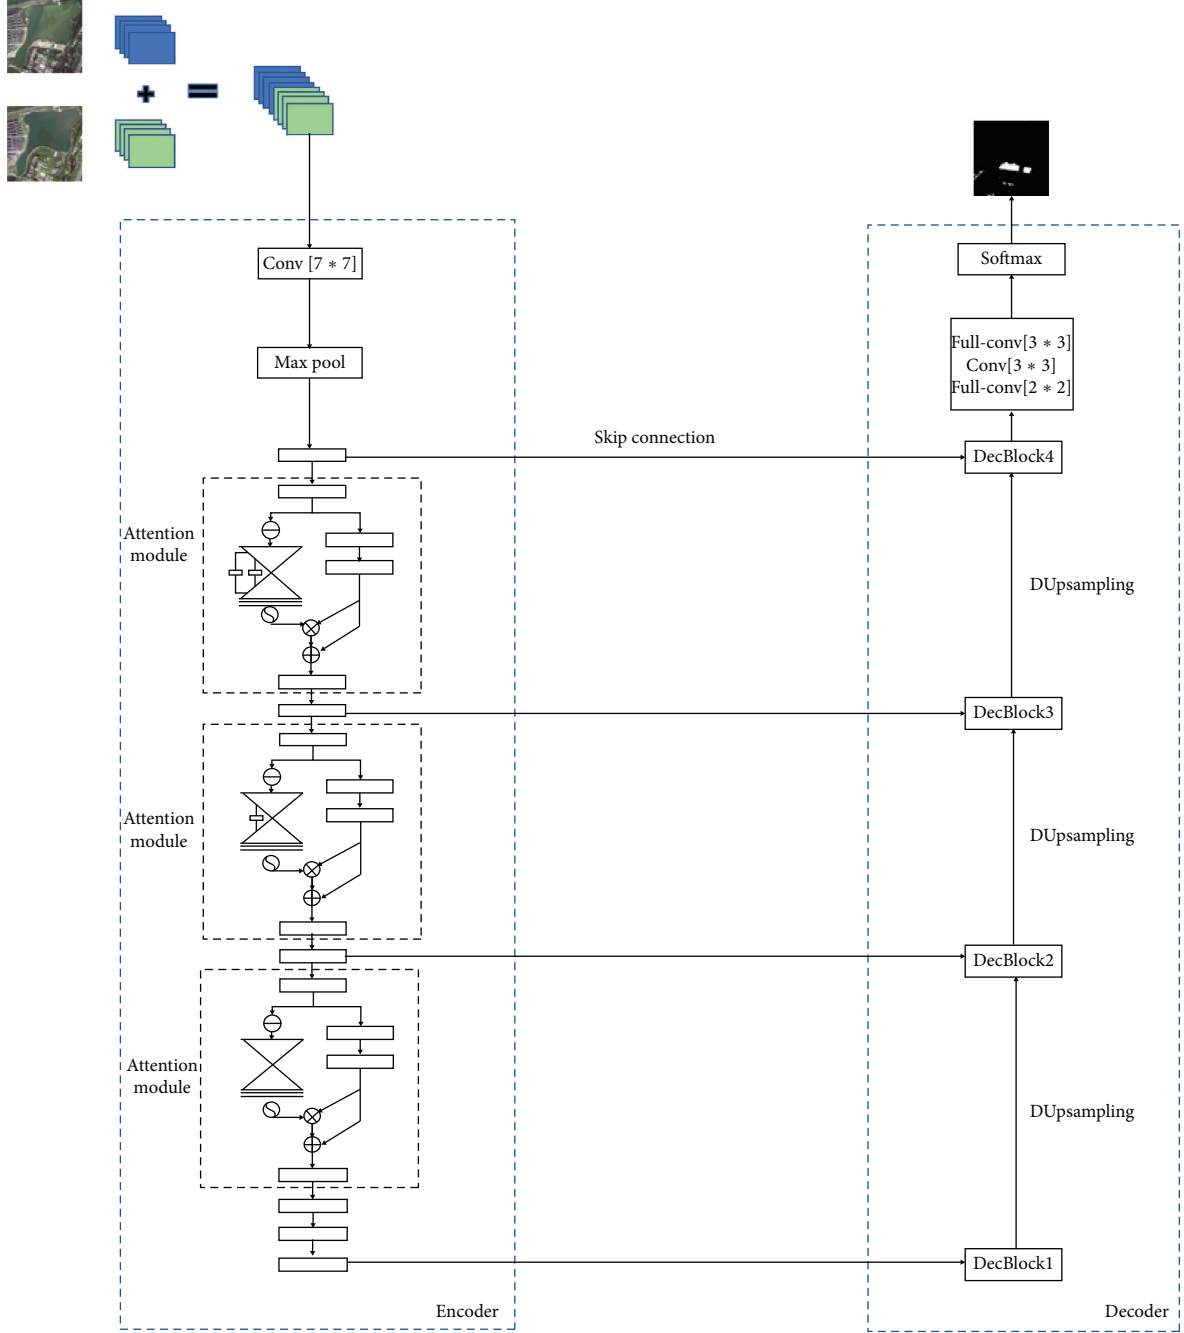 Conv [7 * 7]
Max pool
Skip connection
Attention
module
Attention
module
Attention
module
Encoder
Softmax
Full-conv[3 * 3]
Conv[3 * 3]
Full-conv[2 * 2]
DecBlock4
DUpsampling
DecBlock3
DUpsampling
DecBlock2
DUpsampling
DecBlock1
Decoder